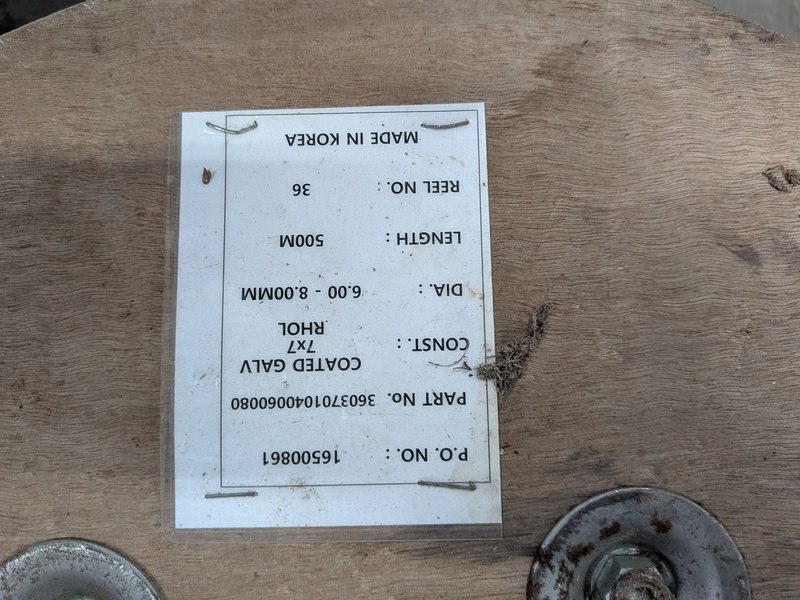 P.O. NO. : 16500861
PART No. 3603701040060080
COATED GALV
CONST. : 7x7
RHOL
DIA. : 6.00 - 8.00MM
LENGTH : 500M
REEL NO. : 36
MADE IN KOREA